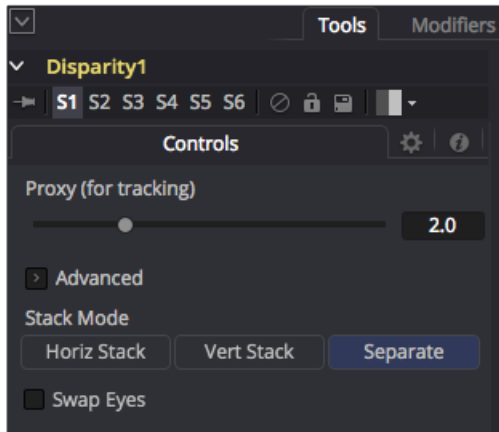 Tools Modifiers
Disparity1
S1 S2 S3 S4 S5 S6
Controls
Proxy (for tracking)
2.0
Advanced
Stack Mode
Horiz Stack Vert Stack Separate
Swap Eyes